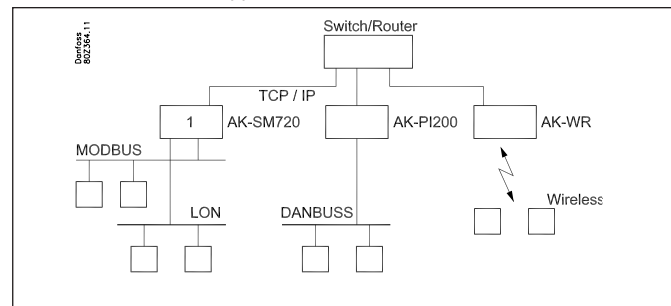 Danfoss
80Z364.11
Switch/Router
TCP / IP
1
AK-SM720
AK-PI200
AK-WR
MODBUS
Wireless
LON
DANBUSS